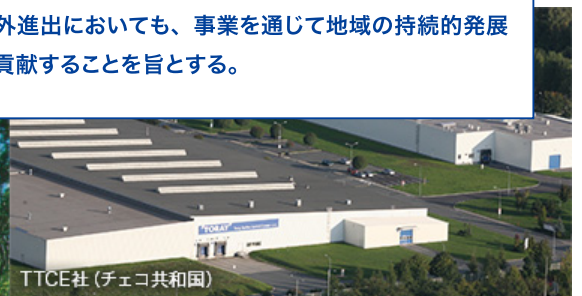 外進出においても、事業を通じて地域の持続的発展
貢献することを旨とする。
TORAY
TTCE社（チェコ共和国）